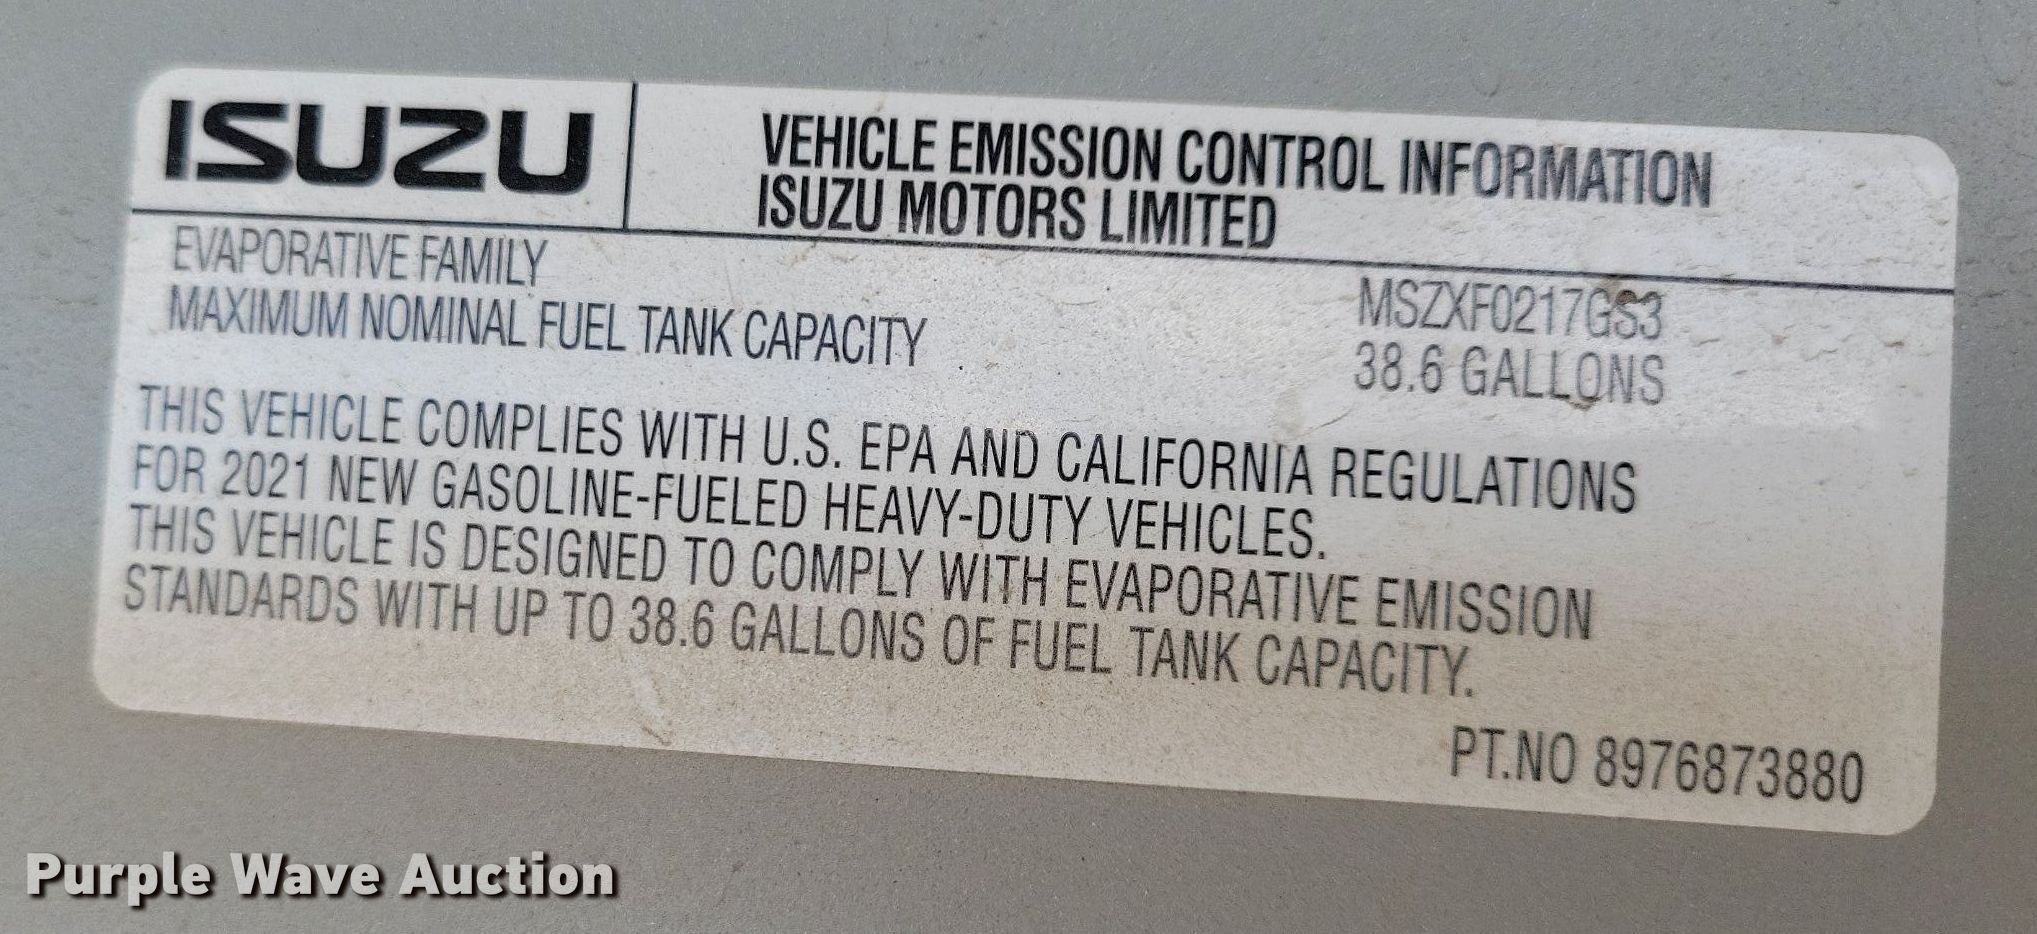 ISUZU
VEHICLE EMISSION CONTROL INFORMATION
ISUZU MOTORS LIMITED
EVAPORATIVE FAMILY MSZXF0217GS3
MAXIMUM NOMINAL FUEL TANK CAPACITY 38.6 GALLONS
THIS VEHICLE COMPLIES WITH U.S. EPA AND CALIFORNIA REGULATIONS
FOR 2021 NEW GASOLINE-FUELED HEAVY-DUTY VEHICLES.
THIS VEHICLE IS DESIGNED TO COMPLY WITH EVAPORATIVE EMISSION
STANDARDS WITH UP TO 38.6 GALLONS OF FUEL TANK CAPACITY.
PT.NO 8976873880
Purple Wave Auction